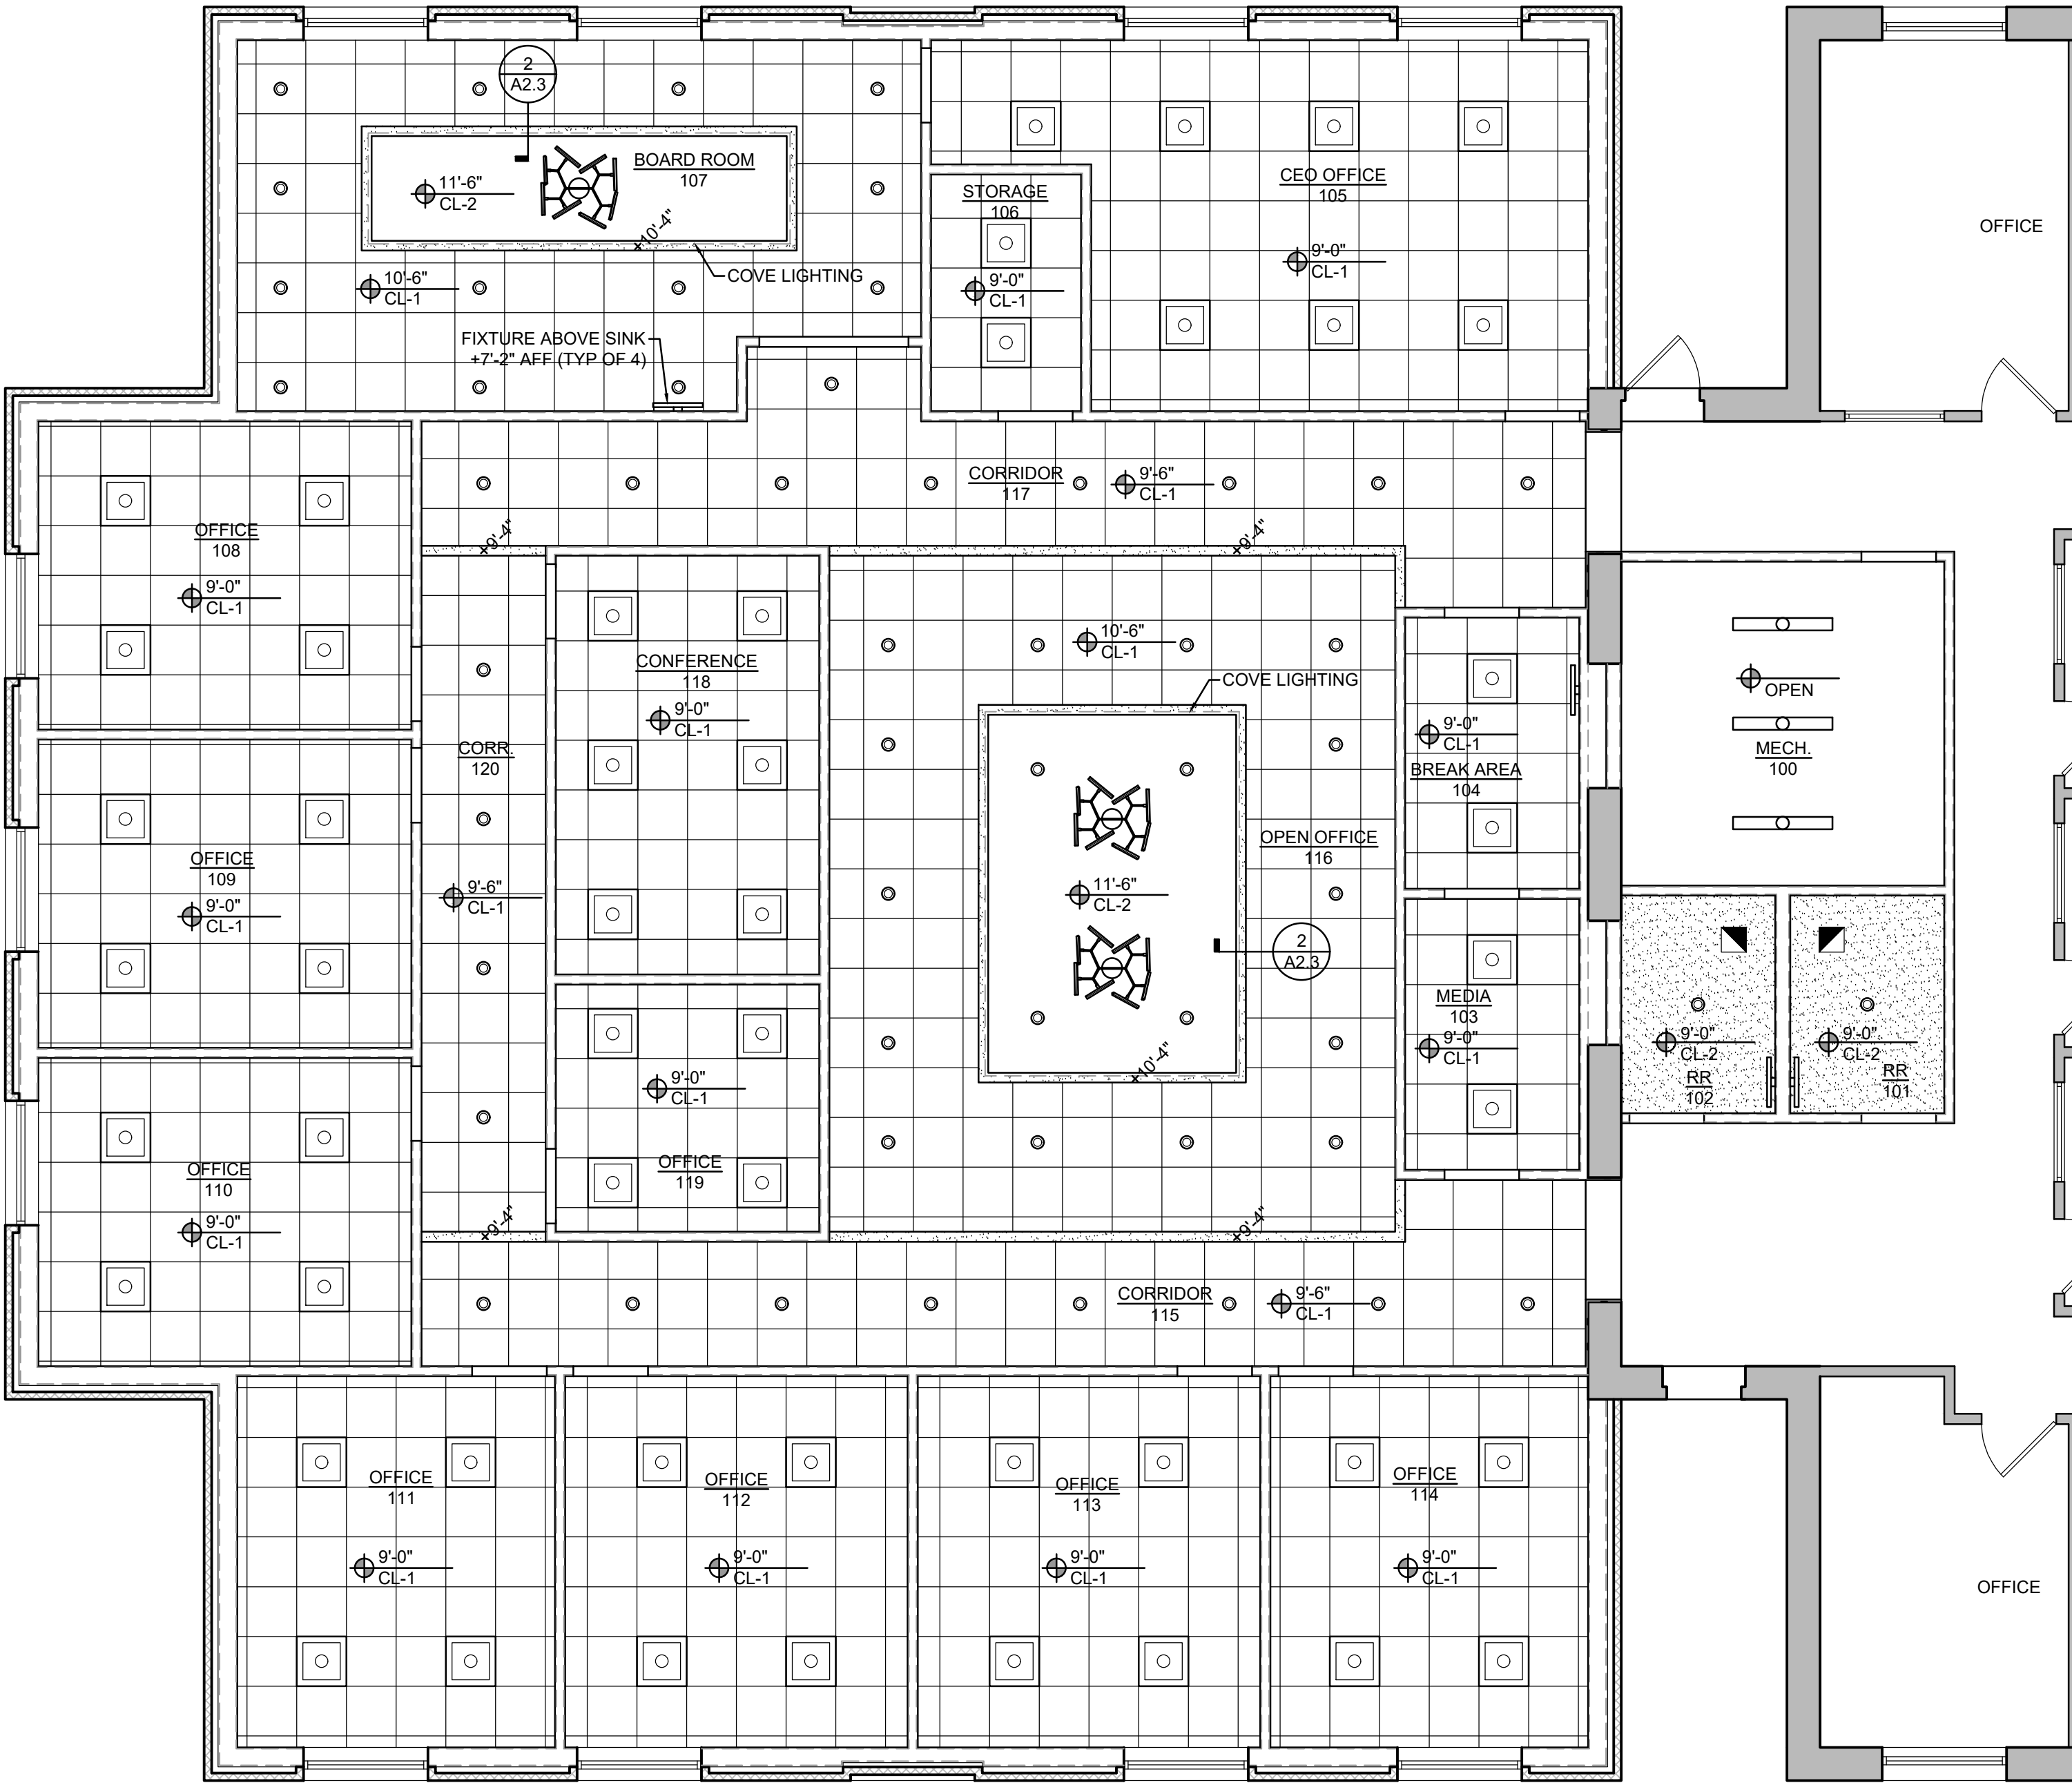 2
A2.3
BOARD ROOM
107
11'-6"
CL-2
+10'-4"
COVE LIGHTING
10'-6"
CL-1
FIXTURE ABOVE SINK
+7'-2" AFF (TYP OF 4)
STORAGE
106
9'-0"
CL-1
CEO OFFICE
105
9'-0"
CL-1
OFFICE
CORRIDOR
117
9'-6"
CL-1
+9'-4"
+9'-4"
OFFICE
108
9'-0"
CL-1
CONFERENCE
118
9'-0"
CL-1
CORR.
120
9'-6"
CL-1
10'-6"
CL-1
COVE LIGHTING
OPEN OFFICE
116
11'-6"
CL-2
2
A2.3
+10'-4"
9'-0"
CL-1
BREAK AREA
104
OPEN
MECH.
100
OFFICE
109
9'-0"
CL-1
MEDIA
103
9'-0"
CL-1
9'-0"
CL-2
RR
102
9'-0"
CL-2
RR
101
9'-0"
CL-1
OFFICE
119
OFFICE
110
9'-0"
CL-1
+9'-4"
+9'-4"
CORRIDOR
115
9'-6"
CL-1
OFFICE
111
9'-0"
CL-1
OFFICE
112
9'-0"
CL-1
OFFICE
113
9'-0"
CL-1
OFFICE
114
9'-0"
CL-1
OFFICE